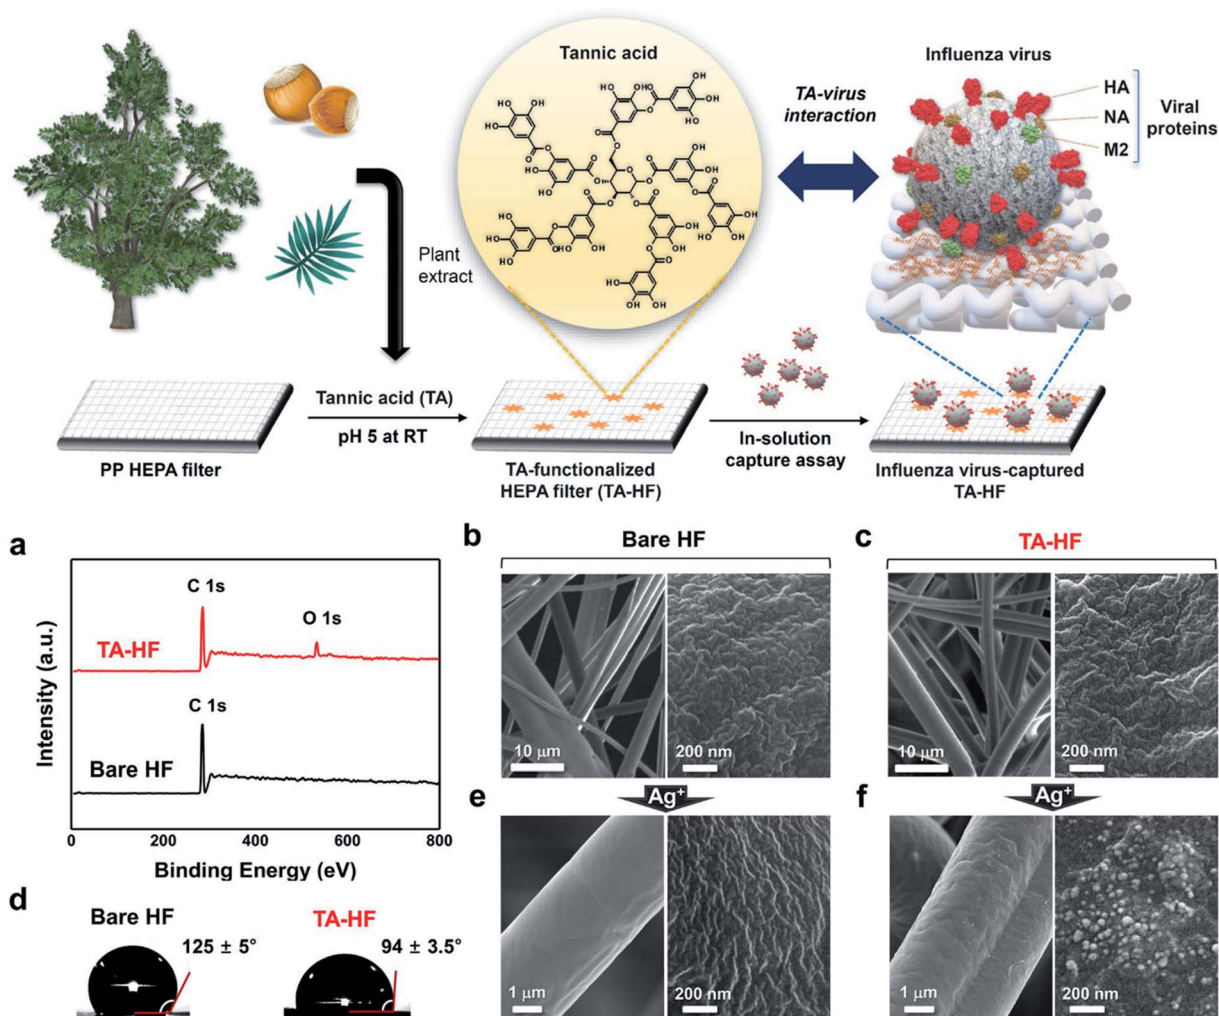 Tannic acid
TA-virus
interaction
Influenza virus
HA
NA
M2
Viral
proteins
Plant
extract
PP HEPA filter
Tannic acid (TA)
pH 5 at RT
TA-functionalized
HEPA filter (TA-HF)
In-solution
capture assay
Influenza virus-captured
TA-HF
a
C 1s
O 1s
TA-HF
C 1s
Bare HF
Intensity (a.u.)
0 200 400 600 800
Binding Energy (eV)
b
Bare HF
10 μm
200 nm
c
TA-HF
10 μm
200 nm
d
Bare HF
125 ± 5°
TA-HF
94 ± 3.5°
e
Ag⁺
1 μm
200 nm
f
Ag⁺
1 μm
200 nm